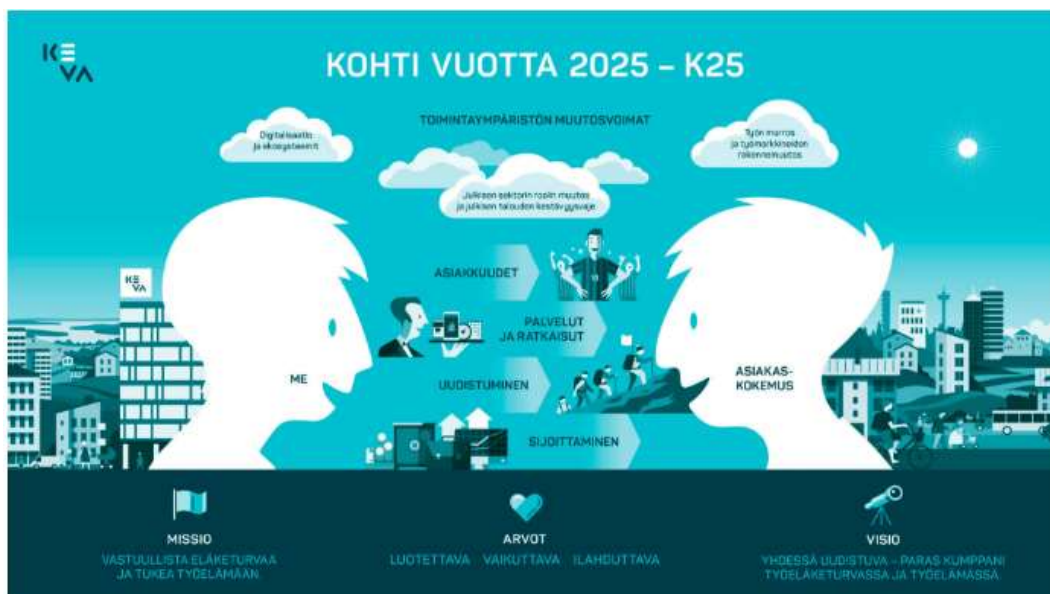 KEVA
KOHTI VUOTTA 2025 – K25
TOIMINTAYMPÄRISTÖN MUUTOSVOIMAT
Digitalisaatio
ja ekosysteemit
Työn murros
ja työmarkkinoiden
rakennemuutos
Julkisen sektorin roolin muutos
ja julkisen talouden kestävyysvaje
KEVA
ASIAKKUUDET
PALVELUT
JA RATKAISUT
ME
UUDISTUMINEN
ASIAKAS-
KOKEMUS
SIJOITTAMINEN
MISSIO
VASTUULLISTA ELÄKETURVAA
JA TUKEA TYÖELÄMÄÄN
ARVOT
LUOTETTAVA VAIKUTTAVA ILAHDUTTAVA
VISIO
YHDESSÄ UUDISTUVA – PARAS KUMPPANI
TYÖELÄKETURVASSA JA TYÖELÄMÄSSÄ